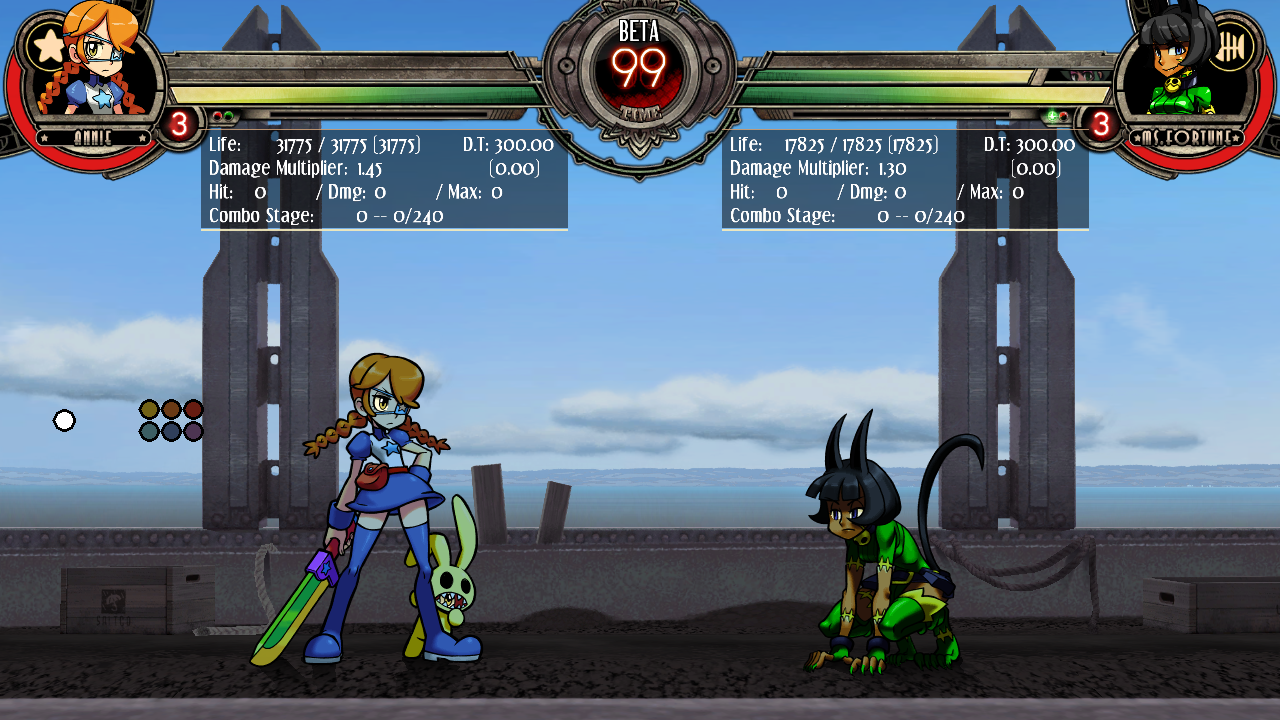 BETA
99
TIME
ANNIE
3
3
MS.FORTUNE
Life: 31775 / 31775 (31775) D.T: 300.00
Damage Multiplier: 1.45 (0.00)
Hit: 0 / Dmg: 0 / Max: 0
Combo Stage: 0 -- 0/240
Life: 17825 / 17825 (17825) D.T: 300.00
Damage Multiplier: 1.30 (0.00)
Hit: 0 / Dmg: 0 / Max: 0
Combo Stage: 0 -- 0/240